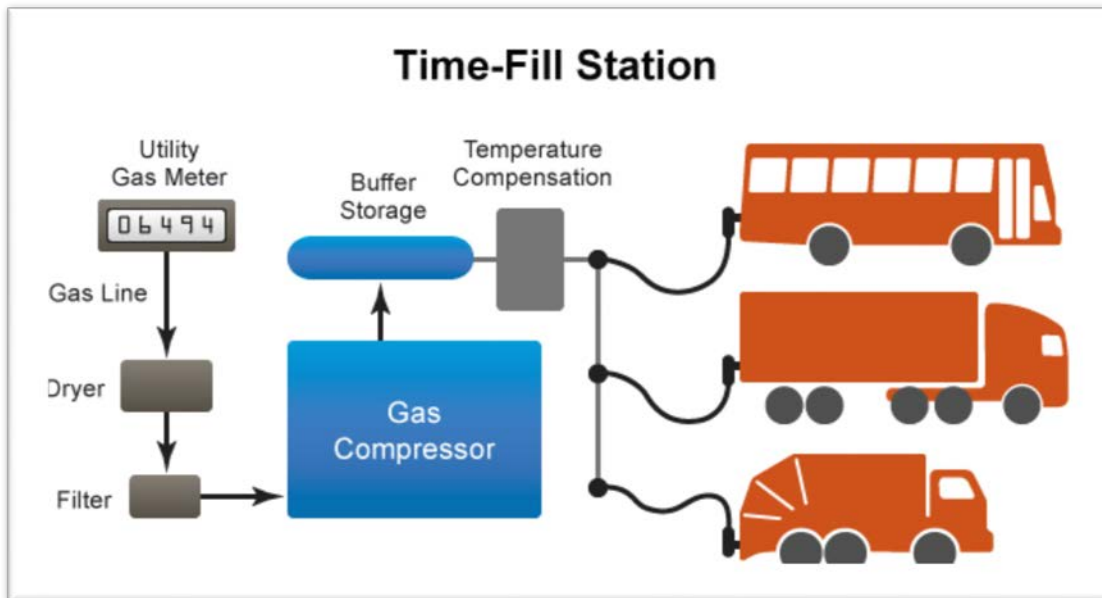 Time-Fill Station
Utility
Gas Meter
06494
Gas Line
Dryer
Filter
Buffer
Storage
Temperature
Compensation
Gas
Compressor